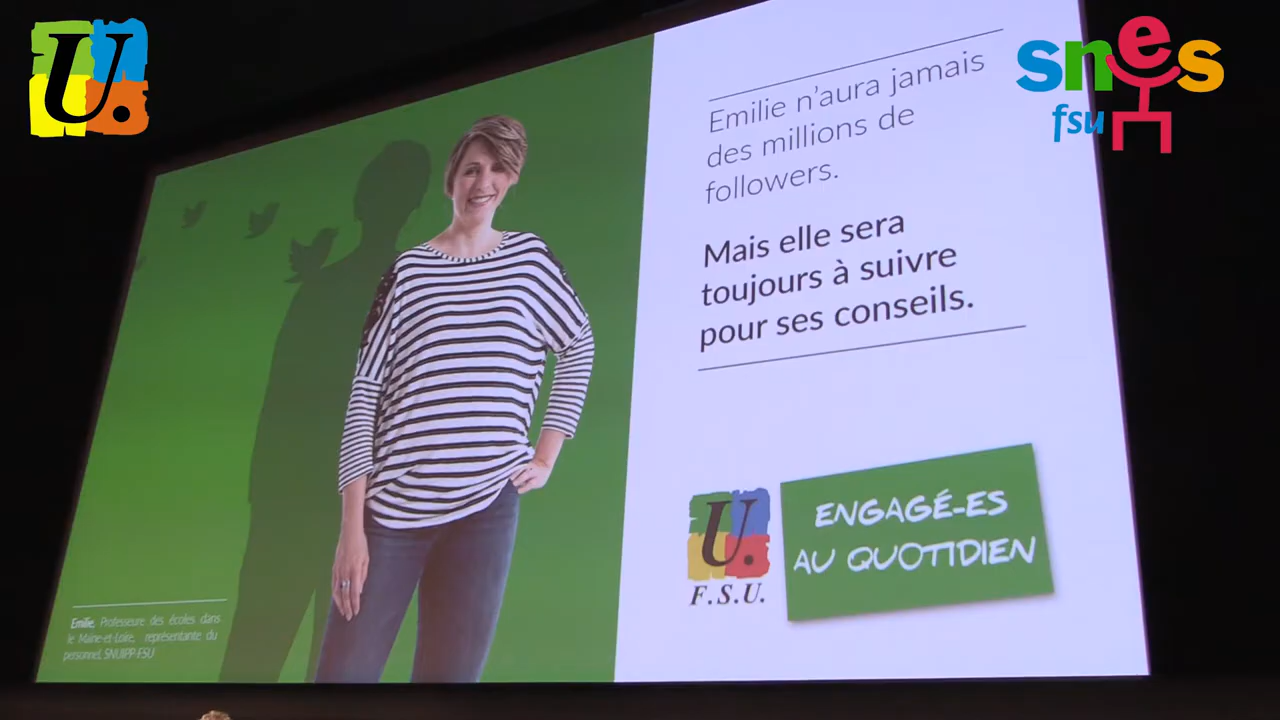 U.
snes
fsu
Emilie n'aura jamais
des millions de
followers.
Mais elle sera
toujours à suivre
pour ses conseils.
U.
F.S.U.
ENGAGÉ-ES
AU QUOTIDIEN
Emilie, Professeure des écoles dans
le Maine-et-Loire, représentante du
personnel, SNUIPP-FSU